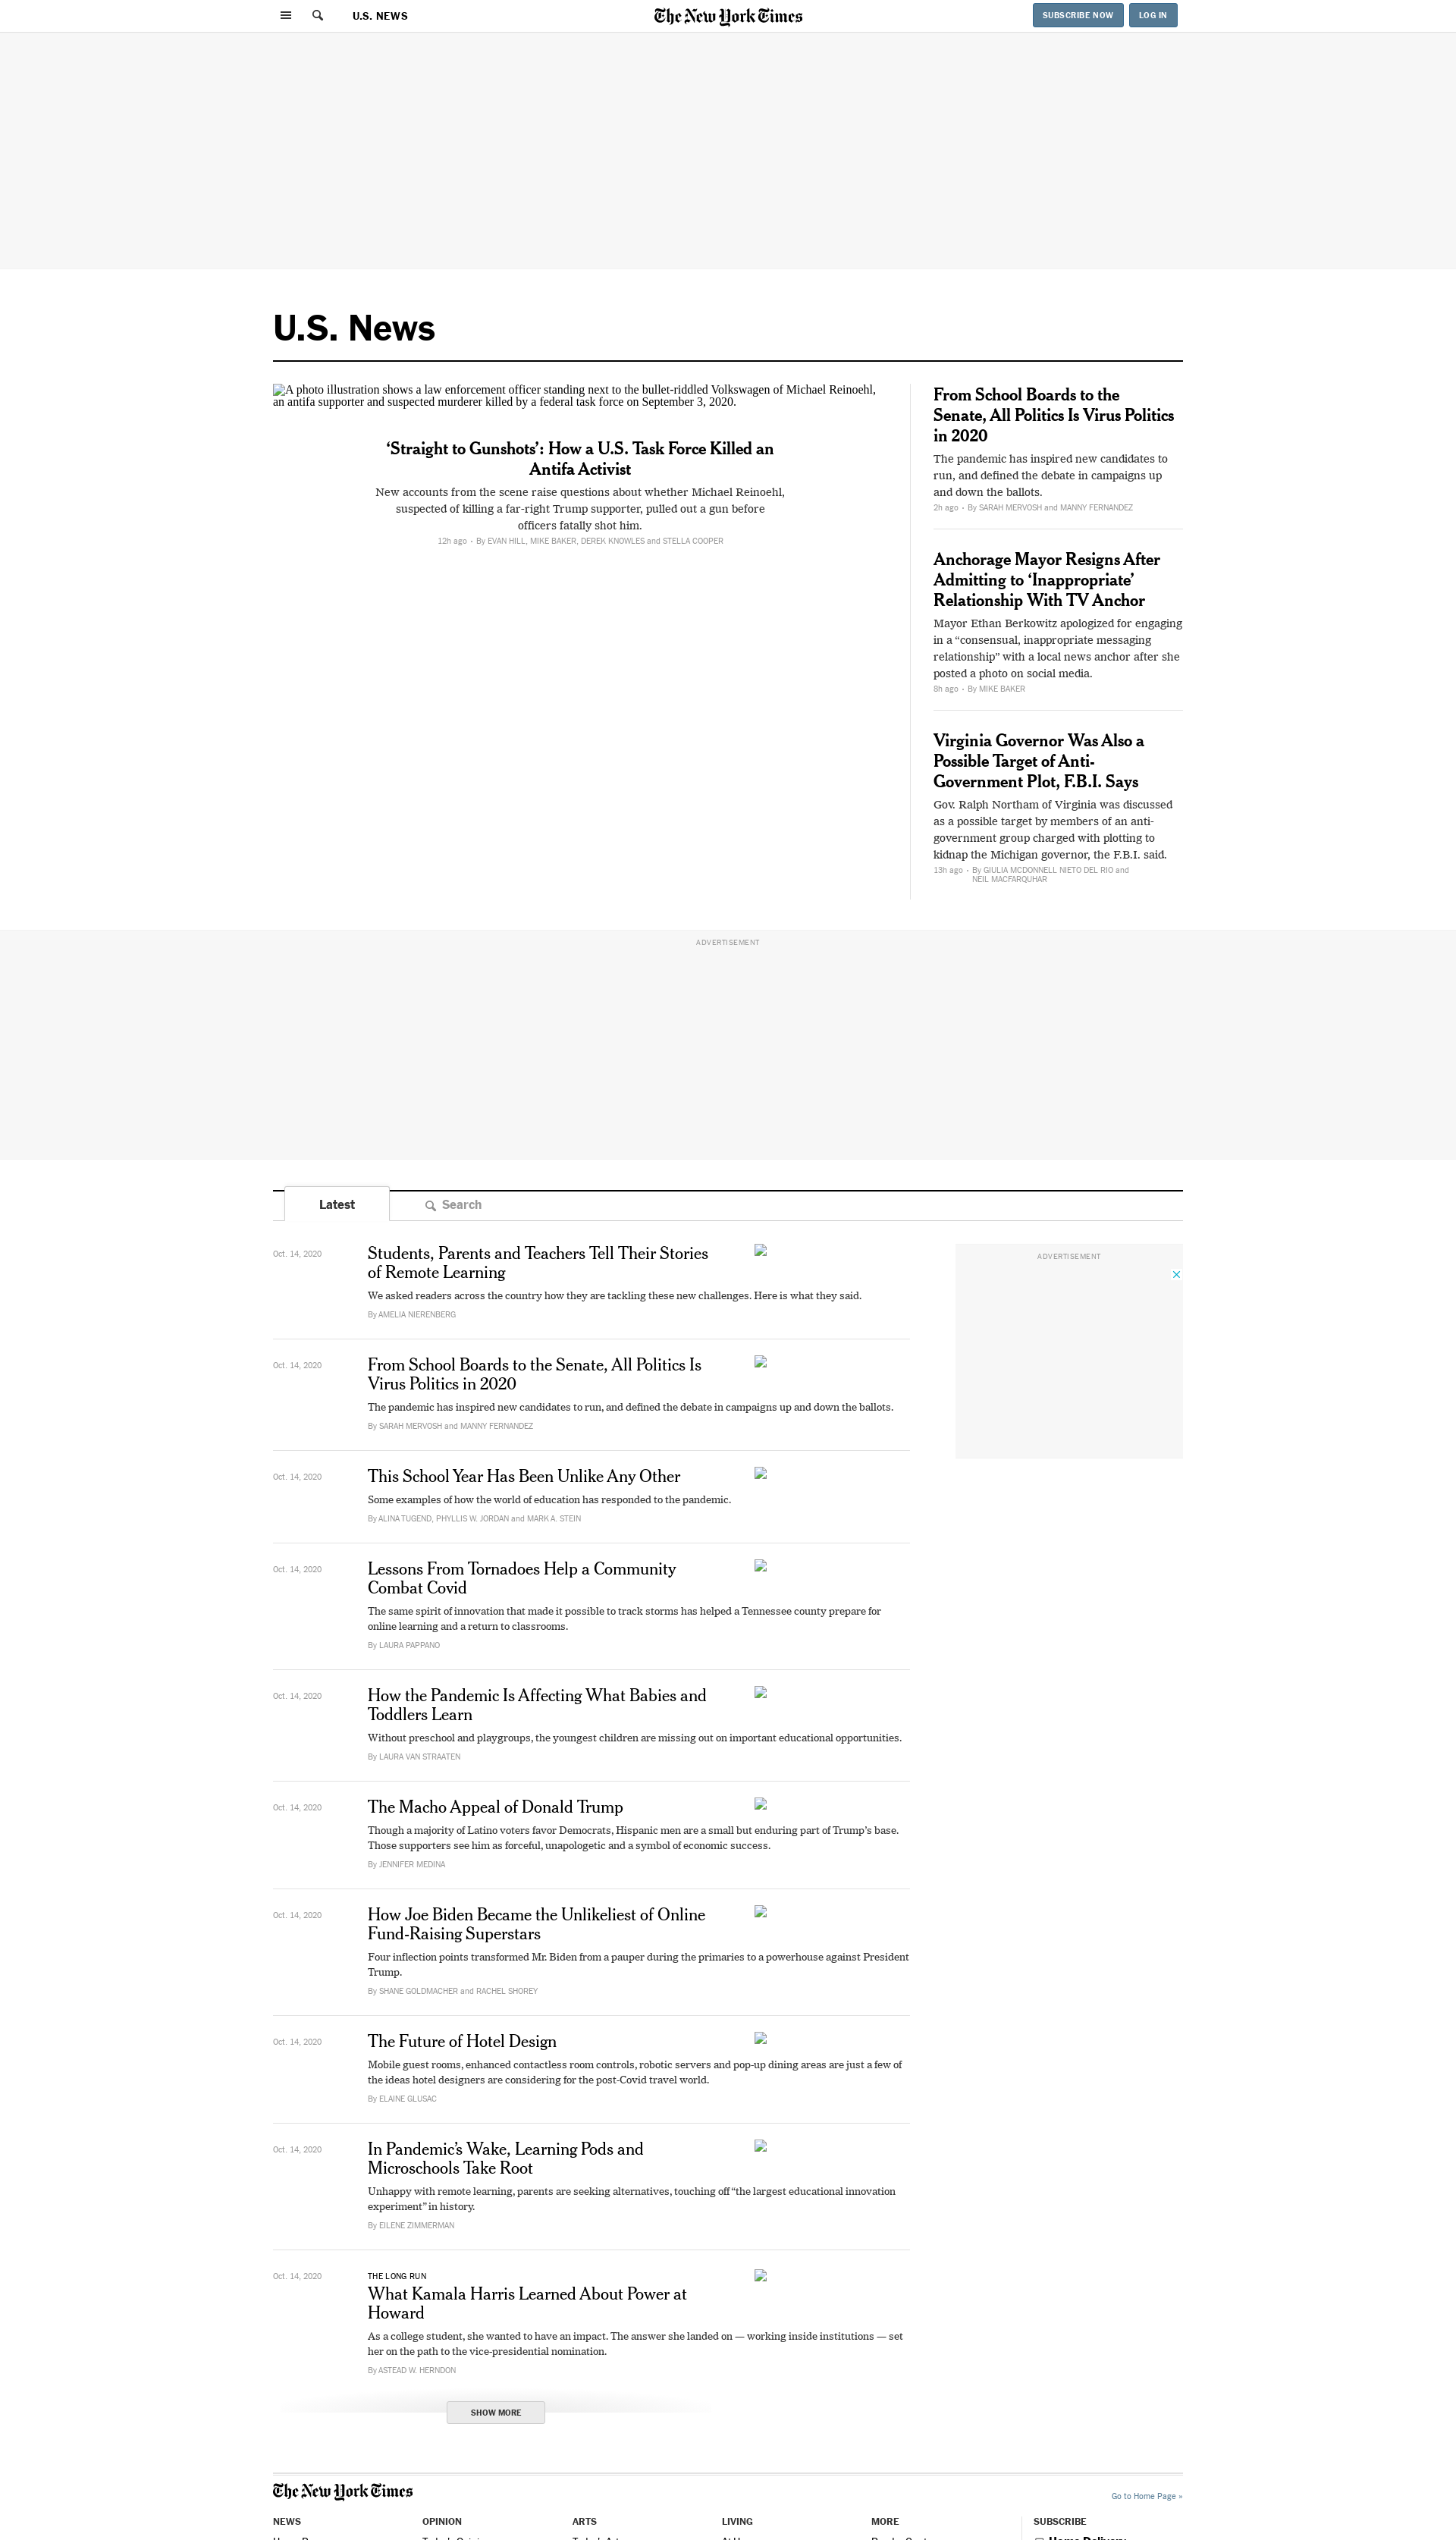 U.S. NEWS
The New York Times
SUBSCRIBE NOW
LOG IN
U.S. News
A photo illustration shows a law enforcement officer standing next to the bullet-riddled Volkswagen of Michael Reinoehl,
an antifa supporter and suspected murderer killed by a federal task force on September 3, 2020.
‘Straight to Gunshots’: How a U.S. Task Force Killed an
Antifa Activist
New accounts from the scene raise questions about whether Michael Reinoehl,
suspected of killing a far-right Trump supporter, pulled out a gun before
officers fatally shot him.
12h ago • By EVAN HILL, MIKE BAKER, DEREK KNOWLES and STELLA COOPER
From School Boards to the
Senate, All Politics Is Virus Politics
in 2020
The pandemic has inspired new candidates to
run, and defined the debate in campaigns up
and down the ballots.
2h ago • By SARAH MERVOSH and MANNY FERNANDEZ
Anchorage Mayor Resigns After
Admitting to ‘Inappropriate’
Relationship With TV Anchor
Mayor Ethan Berkowitz apologized for engaging
in a “consensual, inappropriate messaging
relationship” with a local news anchor after she
posted a photo on social media.
8h ago • By MIKE BAKER
Virginia Governor Was Also a
Possible Target of Anti-
Government Plot, F.B.I. Says
Gov. Ralph Northam of Virginia was discussed
as a possible target by members of an anti-
government group charged with plotting to
kidnap the Michigan governor, the F.B.I. said.
13h ago • By GIULIA MCDONNELL NIETO DEL RIO and
NEIL MACFARQUHAR
ADVERTISEMENT
Latest
Search
Oct. 14, 2020
Students, Parents and Teachers Tell Their Stories
of Remote Learning
We asked readers across the country how they are tackling these new challenges. Here is what they said.
By AMELIA NIERENBERG
ADVERTISEMENT
Oct. 14, 2020
From School Boards to the Senate, All Politics Is
Virus Politics in 2020
The pandemic has inspired new candidates to run, and defined the debate in campaigns up and down the ballots.
By SARAH MERVOSH and MANNY FERNANDEZ
Oct. 14, 2020
This School Year Has Been Unlike Any Other
Some examples of how the world of education has responded to the pandemic.
By ALINA TUGEND, PHYLLIS W. JORDAN and MARK A. STEIN
Oct. 14, 2020
Lessons From Tornadoes Help a Community
Combat Covid
The same spirit of innovation that made it possible to track storms has helped a Tennessee county prepare for
online learning and a return to classrooms.
By LAURA PAPPANO
Oct. 14, 2020
How the Pandemic Is Affecting What Babies and
Toddlers Learn
Without preschool and playgroups, the youngest children are missing out on important educational opportunities.
By LAURA VAN STRAATEN
Oct. 14, 2020
The Macho Appeal of Donald Trump
Though a majority of Latino voters favor Democrats, Hispanic men are a small but enduring part of Trump’s base.
Those supporters see him as forceful, unapologetic and a symbol of economic success.
By JENNIFER MEDINA
Oct. 14, 2020
How Joe Biden Became the Unlikeliest of Online
Fund-Raising Superstars
Four inflection points transformed Mr. Biden from a pauper during the primaries to a powerhouse against President
Trump.
By SHANE GOLDMACHER and RACHEL SHOREY
Oct. 14, 2020
The Future of Hotel Design
Mobile guest rooms, enhanced contactless room controls, robotic servers and pop-up dining areas are just a few of
the ideas hotel designers are considering for the post-Covid travel world.
By ELAINE GLUSAC
Oct. 14, 2020
In Pandemic’s Wake, Learning Pods and
Microschools Take Root
Unhappy with remote learning, parents are seeking alternatives, touching off “the largest educational innovation
experiment” in history.
By EILENE ZIMMERMAN
Oct. 14, 2020
THE LONG RUN
What Kamala Harris Learned About Power at
Howard
As a college student, she wanted to have an impact. The answer she landed on — working inside institutions — set
her on the path to the vice-presidential nomination.
By ASTEAD W. HERNDON
SHOW MORE
The New York Times
Go to Home Page »
NEWS
OPINION
ARTS
LIVING
MORE
SUBSCRIBE